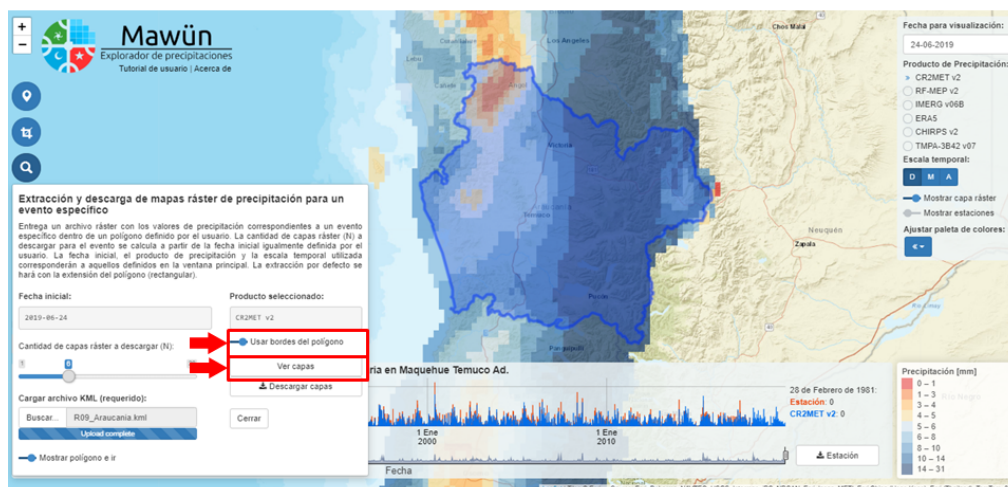 +
−
Mawün
Explorador de precipitaciones
Tutorial de usuario | Acerca de
Extracción y descarga de mapas ráster de precipitación para un
evento específico
Entrega un archivo ráster con los valores de precipitación correspondientes a un evento
específico dentro de un polígono definido por el usuario. La cantidad de capas ráster (N) a
descargar para el evento se calcula a partir de la fecha inicial igualmente definida por el
usuario. La fecha inicial, el producto de precipitación y la escala temporal utilizada
corresponderán a aquellos definidos en la ventana principal. La extracción por defecto se
hará con la extensión del polígono (rectangular).
Fecha inicial:
2019-06-24
Producto seleccionado:
CR2MET v2
Usar bordes del polígono
Cantidad de capas ráster a descargar (N):
1
6
Ver capas
Descargar capas
Cargar archivo KML (requerido):
Buscar...
R09_Araucania.kml
Upload complete
Cerrar
Mostrar polígono e ir
Chos Malal
Los Angeles
Angol
Victoria
Temuco
Pucon
Panguipulli
Neuquén
Zapala
Fecha para visualización:
24-06-2019
Producto de Precipitación:
CR2MET v2
RF-MEP v2
IMERG v06B
ERA5
CHIRPS v2
TMPA-3B42 v07
Escala temporal:
D M A
Mostrar capa ráster
Mostrar estaciones
Ajustar paleta de colores:
ria en Maquehue Temuco Ad.
28 de Febrero de 1981:
Estación: 0
CR2MET v2: 0
1 Ene
2000
1 Ene
2010
Fecha
Estación
Precipitación [mm]
0 – 1
1 – 3
3 – 4
4 – 5
5 – 6
6 – 8
8 – 10
10 – 14
14 – 31